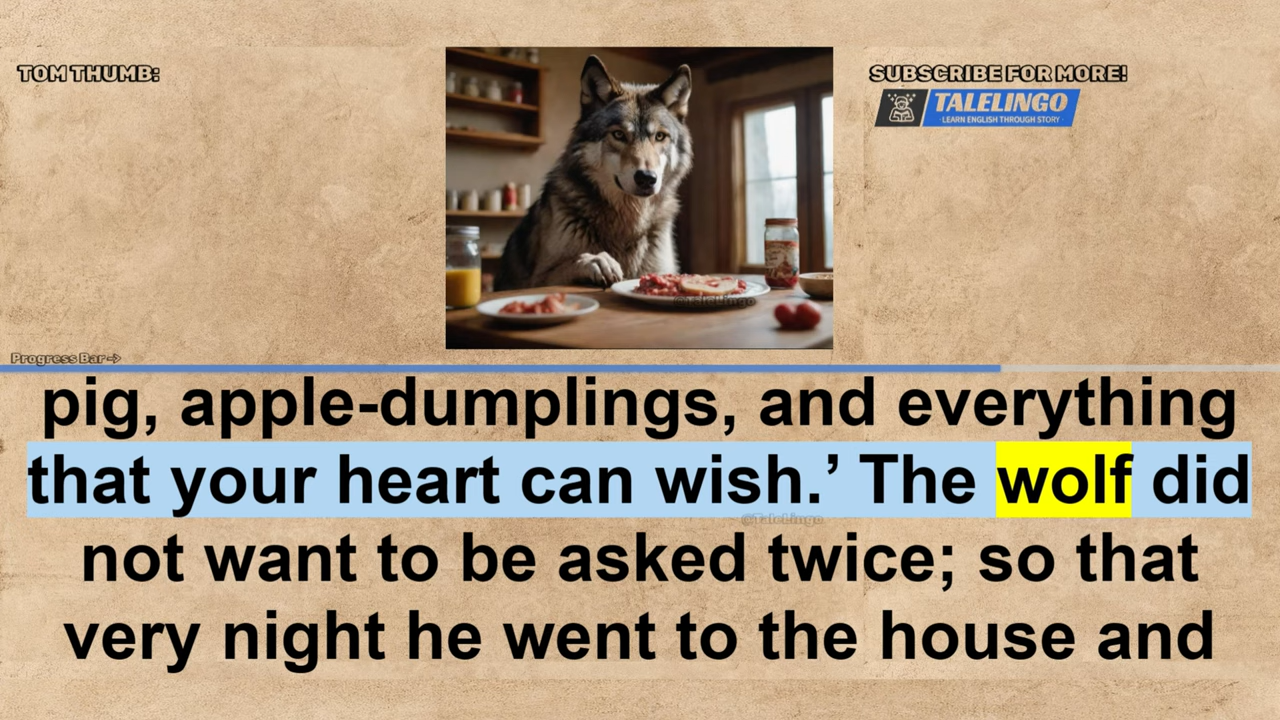 TOM THUMB:
SUBSCRIBE FOR MORE!
TALELINGO
· LEARN ENGLISH THROUGH STORY ·
@TaleLingo
Progress Bar->
pig, apple-dumplings, and everything
that your heart can wish.’ The wolf did
@TaleLingo
not want to be asked twice; so that
very night he went to the house and